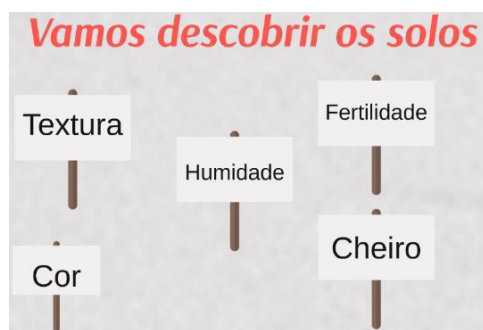 Vamos descobrir os solos
Textura
Fertilidade
Humidade
Cor
Cheiro